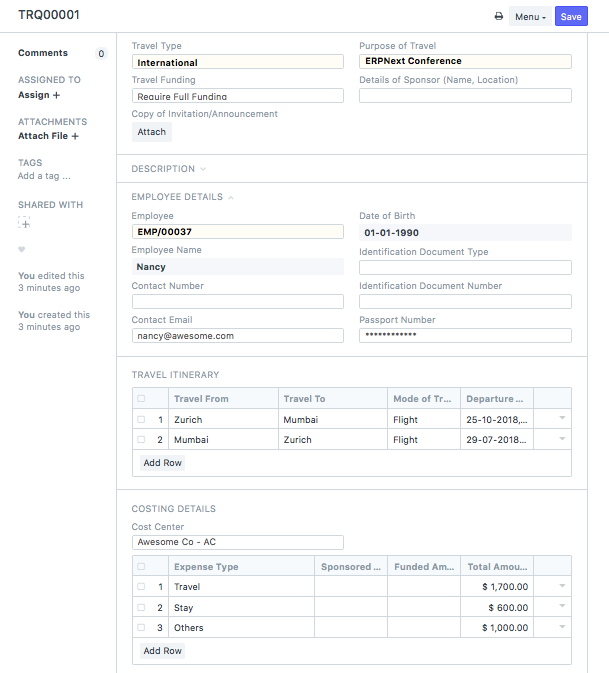 TRQ00001
Menu
Save
Comments 0
ASSIGNED TO
Assign +
ATTACHMENTS
Attach File +
TAGS
Add a tag ...
SHARED WITH
You edited this
3 minutes ago
You created this
3 minutes ago
Travel Type
International
Purpose of Travel
ERPNext Conference
Travel Funding
Require Full Funding
Details of Sponsor (Name, Location)
Copy of Invitation/Announcement
Attach
DESCRIPTION
EMPLOYEE DETAILS
Employee
EMP/00037
Date of Birth
01-01-1990
Employee Name
Nancy
Identification Document Type
Contact Number
Identification Document Number
Contact Email
nancy@awesome.com
Passport Number
************
TRAVEL ITINERARY
Travel From Travel To Mode of Tr... Departure ...
1 Zurich Mumbai Flight 25-10-2018,...
2 Mumbai Zurich Flight 29-07-2018...
Add Row
COSTING DETAILS
Cost Center
Awesome Co - AC
Expense Type Sponsored ... Funded Am... Total Amou...
1 Travel $ 1,700.00
2 Stay $ 600.00
3 Others $ 1,000.00
Add Row